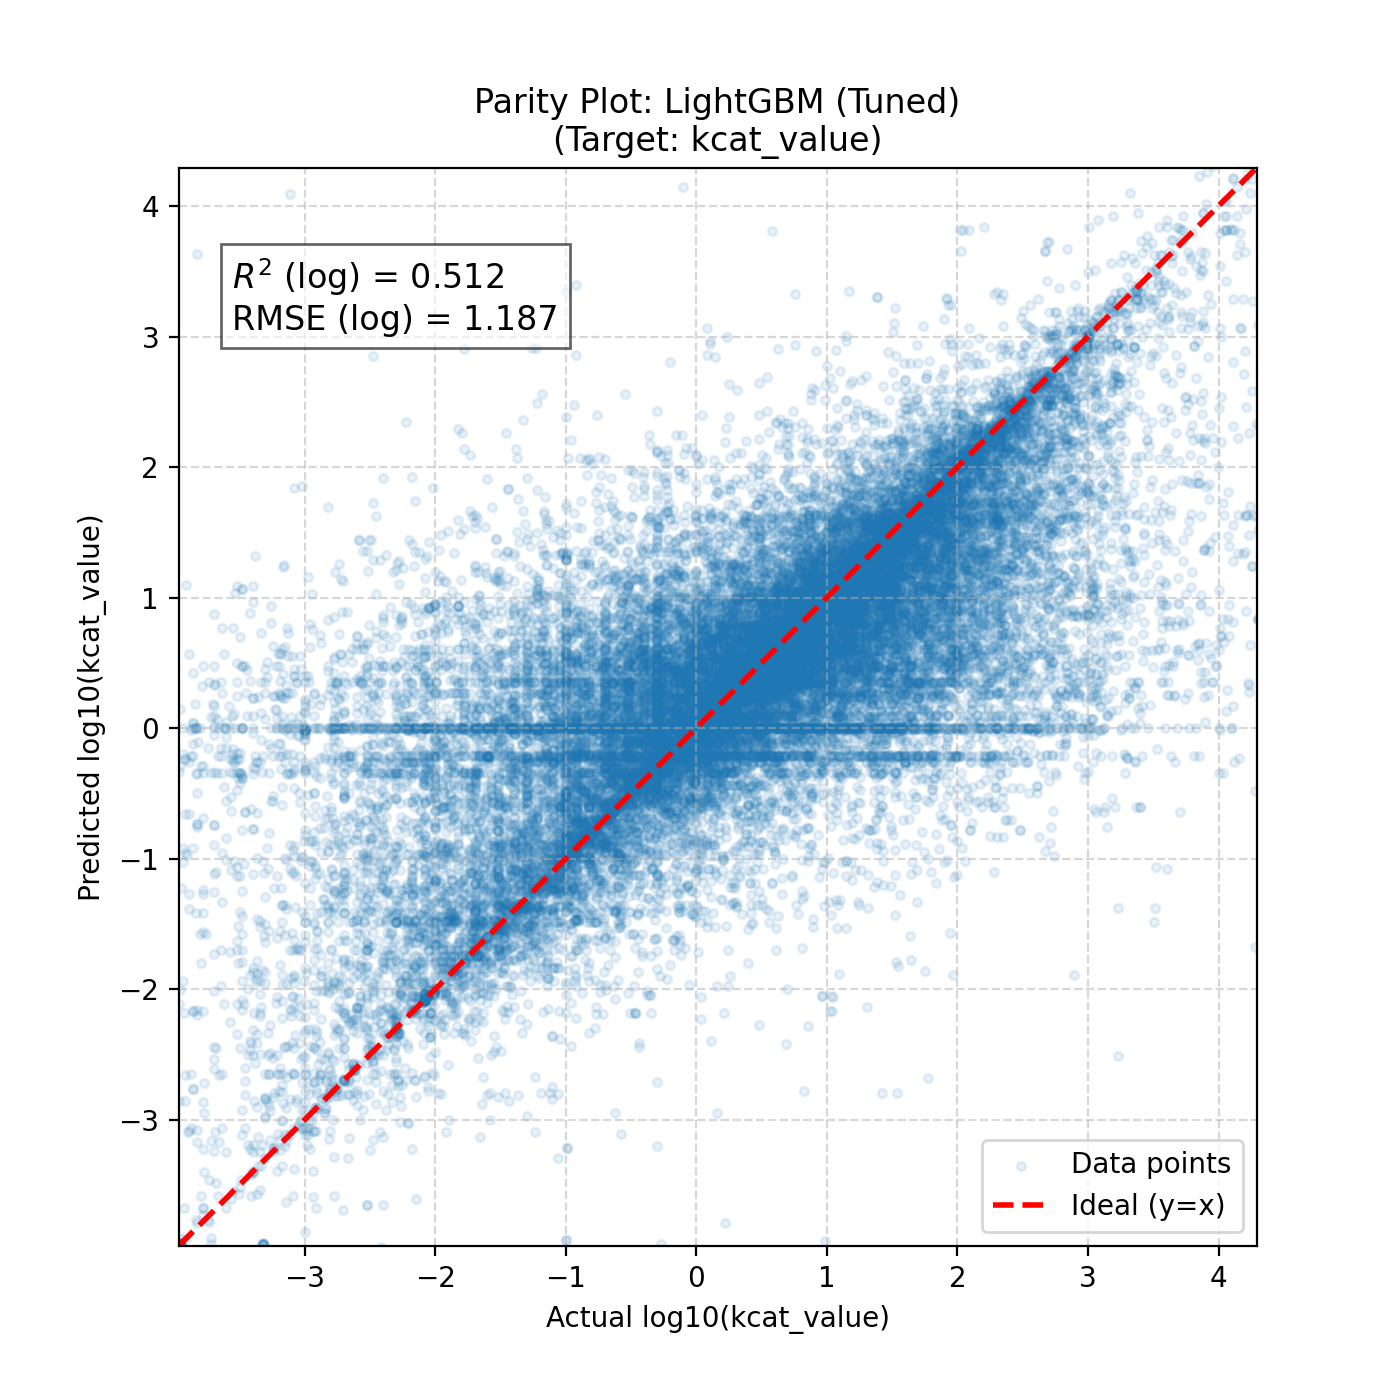 Parity Plot: LightGBM (Tuned)
(Target: kcat_value)
R² (log) = 0.512
RMSE (log) = 1.187
Predicted log10(kcat_value)
4
3
2
1
0
−1
−2
−3
−3
−2
−1
0
1
2
3
4
Actual log10(kcat_value)
Data points
Ideal (y=x)